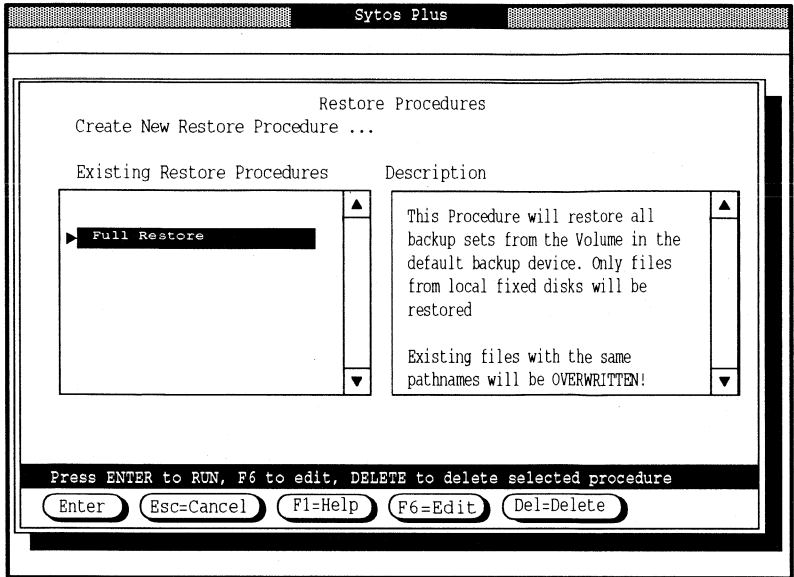 Sytos Plus
Restore Procedures
Create New Restore Procedure ...
Existing Restore Procedures
Full Restore
Description
This Procedure will restore all
backup sets from the Volume in the
default backup device. Only files
from local fixed disks will be
restored
Existing files with the same
pathnames will be OVERWRITTEN!
Press ENTER to RUN, F6 to edit, DELETE to delete selected procedure
Enter Esc=Cancel F1=Help F6=Edit Del=Delete